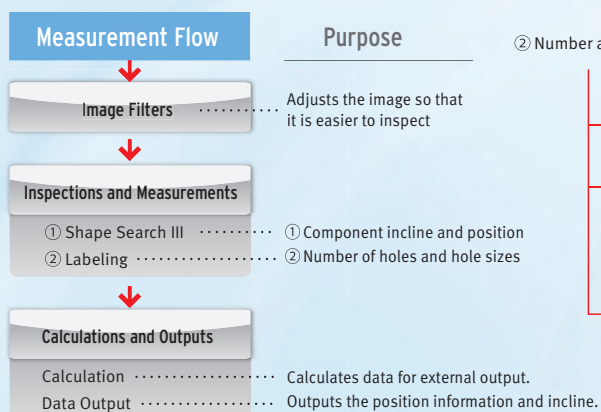 Measurement Flow
Purpose
② Number a
Image Filters ·········· Adjusts the image so that
it is easier to inspect
Inspections and Measurements
① Shape Search III ·········· ① Component incline and position
② Labeling ·················· ② Number of holes and hole sizes
Calculations and Outputs
Calculation ·················· Calculates data for external output.
Data Output ················· Outputs the position information and incline.